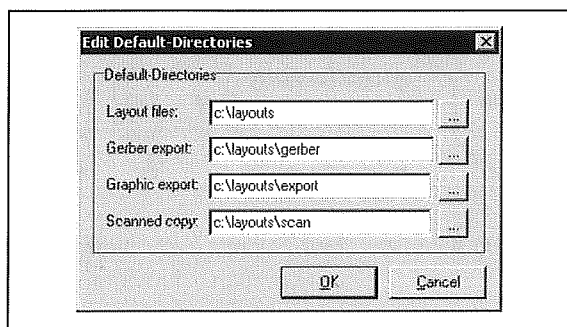 Edit Default-Directories
Default-Directories
Layout files: c:\layouts ...
Gerber export: c:\layouts\gerber ...
Graphic export: c:\layouts\export ...
Scanned copy: c:\layouts\scan ...
OK Cancel